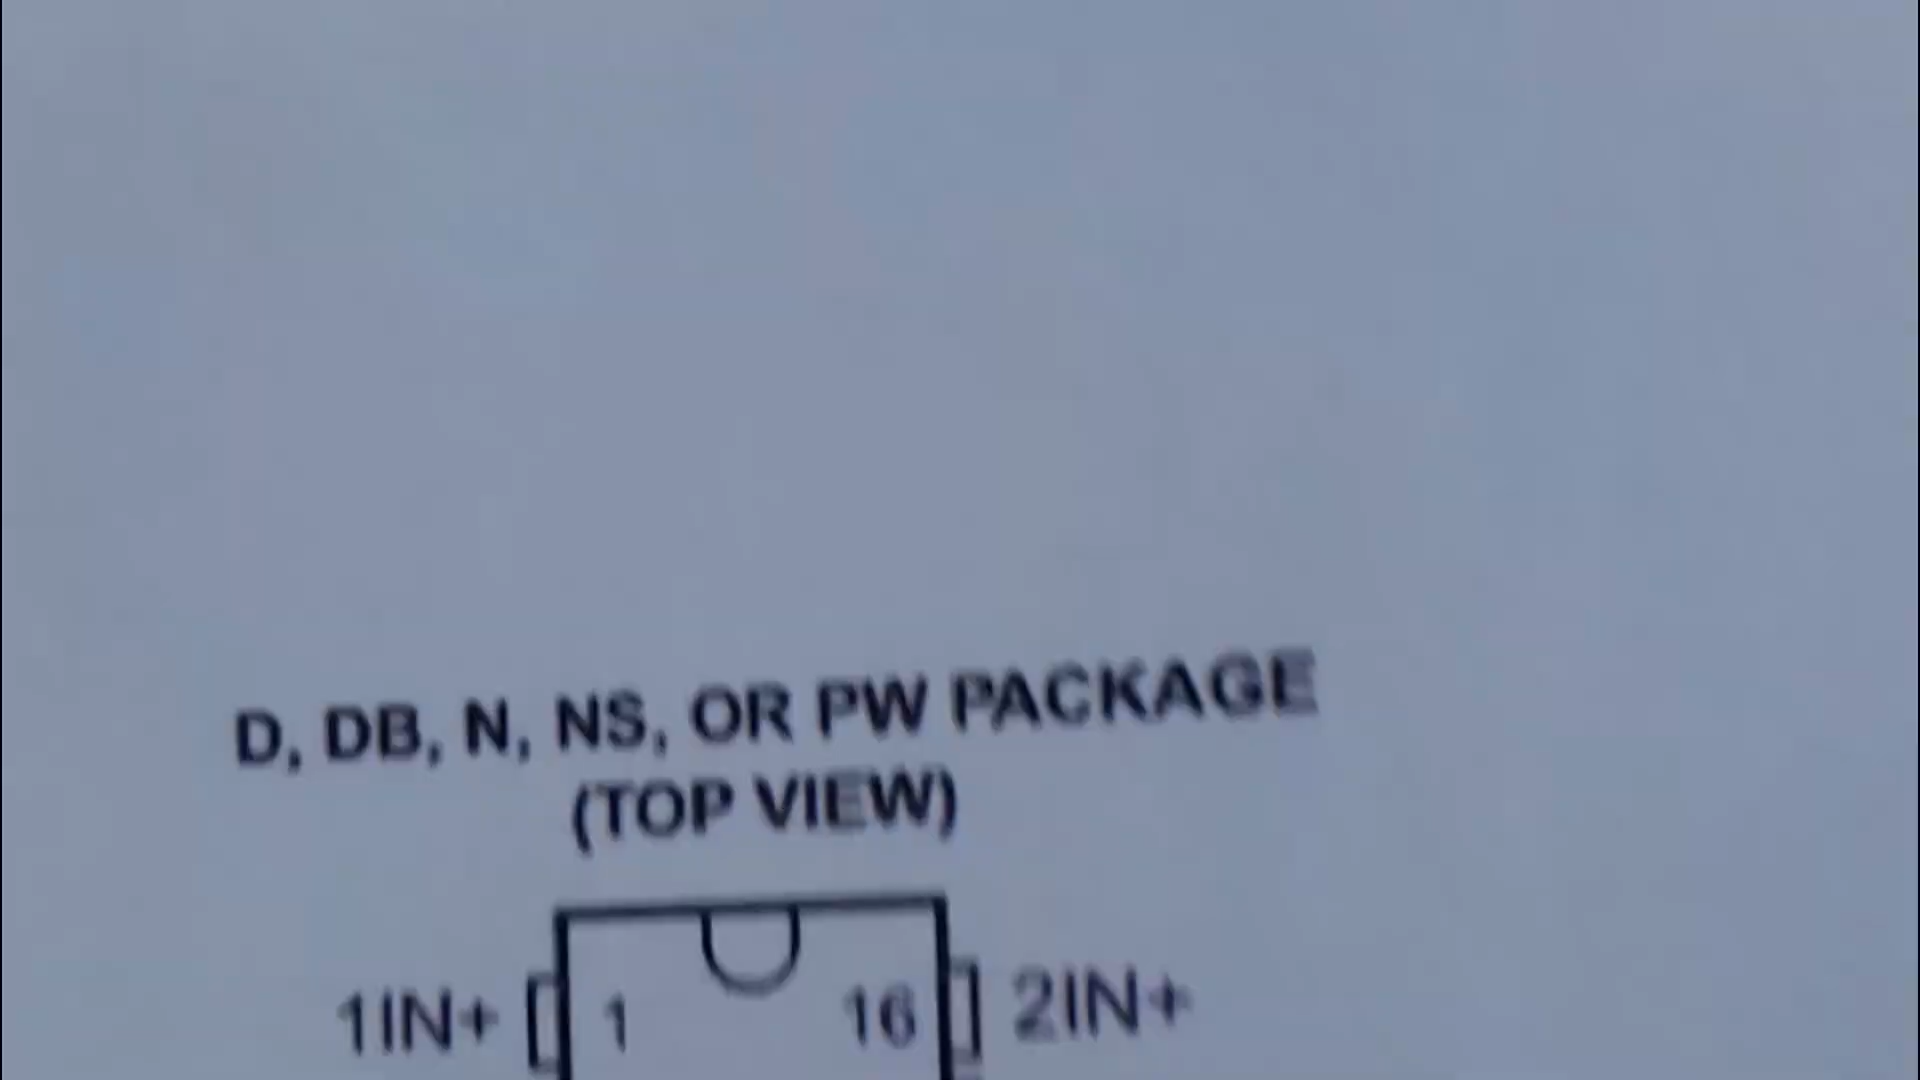 D, DB, N, NS, OR PW PACKAGE
(TOP VIEW)
1IN+ 1 16 2IN+